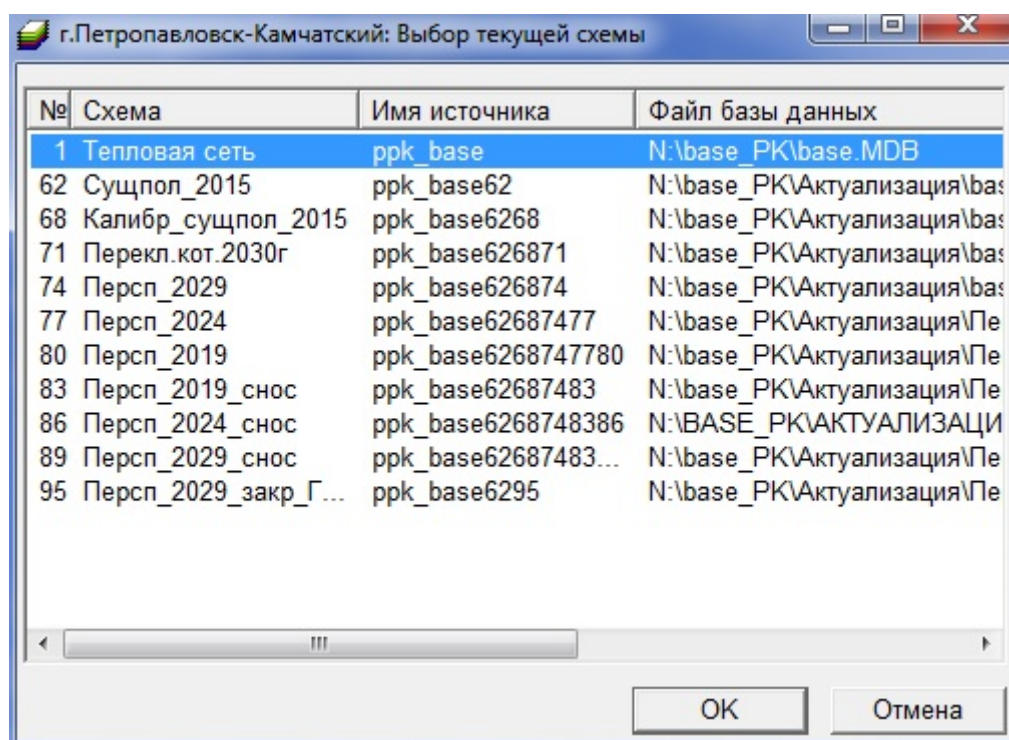 г.Петропавловск-Камчатский: Выбор текущей схемы
№ Схема Имя источника Файл базы данных
1 Тепловая сеть ppk_base N:\base_PK\base.MDB
62 Сущпол_2015 ppk_base62 N:\base_PK\Актуализация\bas
68 Калибр_сущпол_2015 ppk_base6268 N:\base_PK\Актуализация\bas
71 Перекл.кот.2030г ppk_base626871 N:\base_PK\Актуализация\bas
74 Персп_2029 ppk_base626874 N:\base_PK\Актуализация\bas
77 Персп_2024 ppk_base62687477 N:\base_PK\Актуализация\Пе
80 Персп_2019 ppk_base6268747780 N:\base_PK\Актуализация\Пе
83 Персп_2019_снос ppk_base62687483 N:\base_PK\Актуализация\Пе
86 Персп_2024_снос ppk_base6268748386 N:\BASE_PK\АКТУАЛИЗАЦИ
89 Персп_2029_снос ppk_base62687483... N:\base_PK\Актуализация\Пе
95 Персп_2029_закр_Г... ppk_base6295 N:\base_PK\Актуализация\Пе
OK Отмена